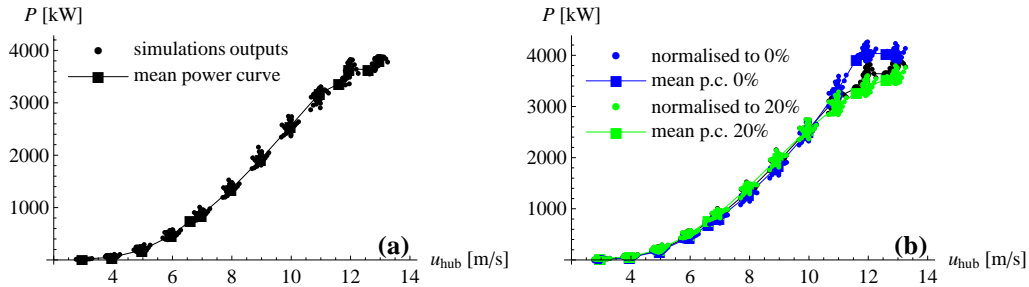 P [kW]
4000
3000
2000
1000
simulations outputs
mean power curve
(a)
4 6 8 10 12 14
u_hub [m/s]
P [kW]
4000
3000
2000
1000
normalised to 0%
mean p.c. 0%
normalised to 20%
mean p.c. 20%
(b)
4 6 8 10 12 14
u_hub [m/s]